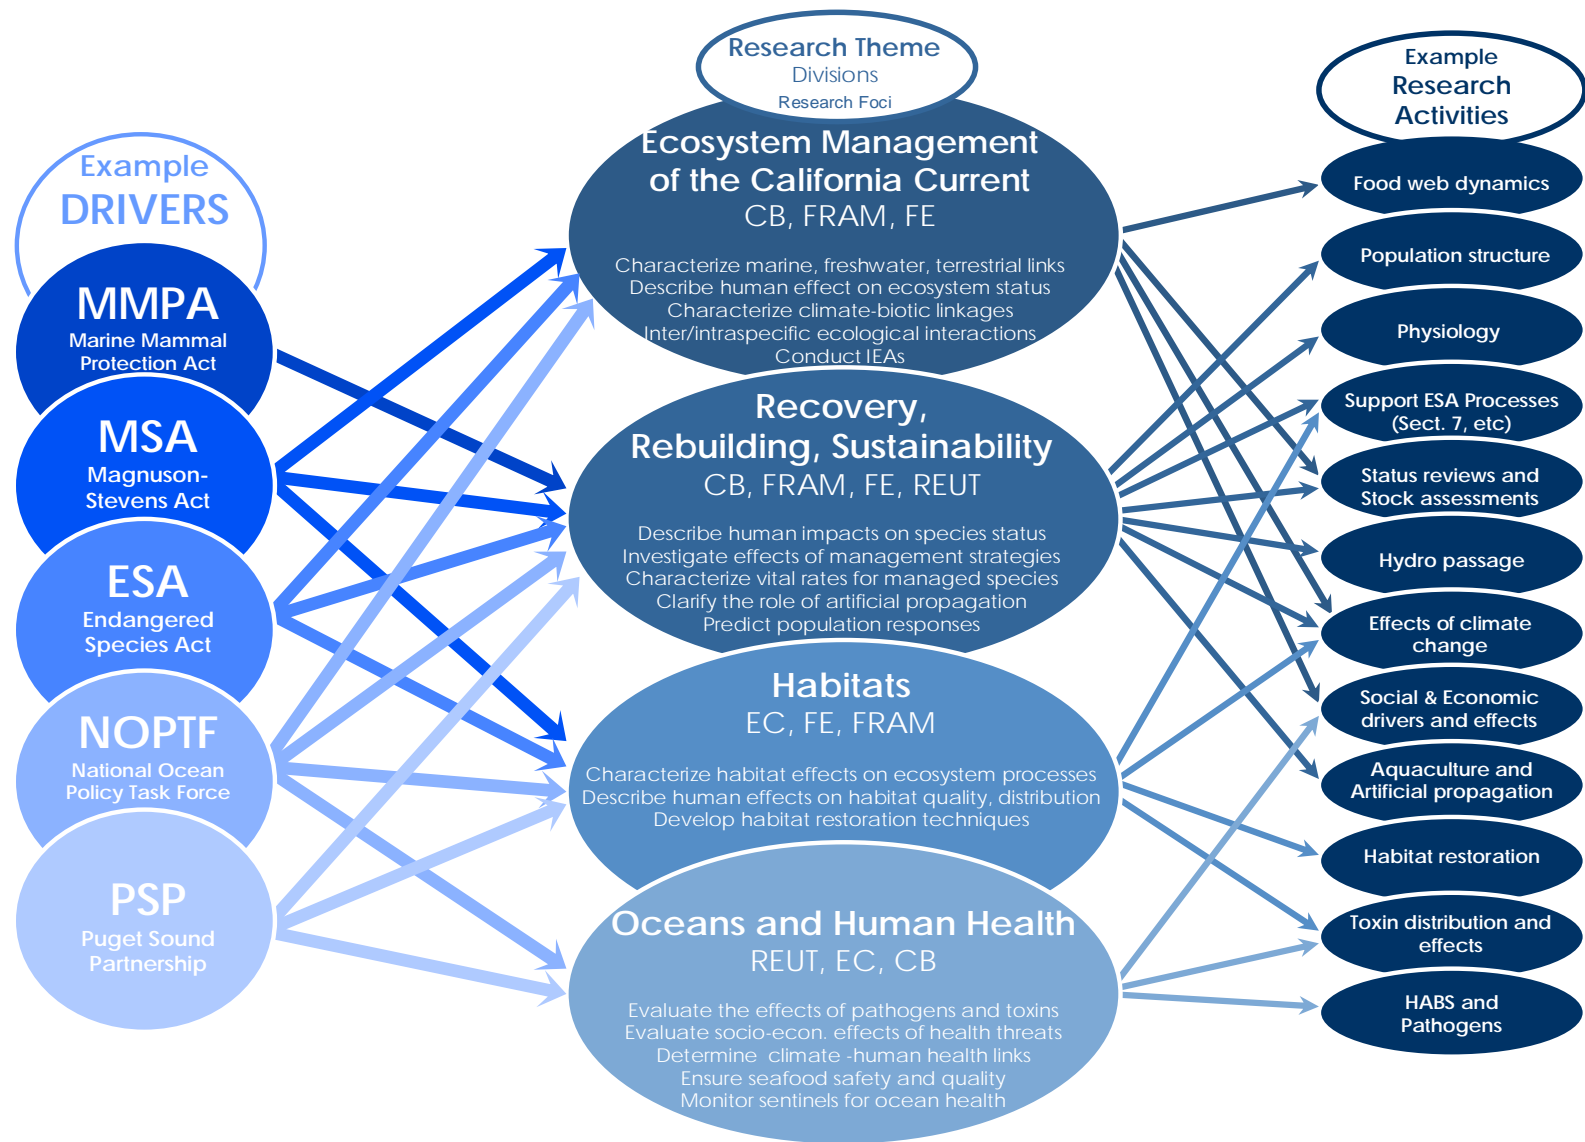 Example
DRIVERS
MMPA
Marine Mammal
Protection Act
MSA
Magnuson-
Stevens Act
ESA
Endangered
Species Act
NOPTF
National Ocean
Policy Task Force
PSP
Puget Sound
Partnership
Research Theme
Divisions
Research Foci
Ecosystem Management
of the California Current
CB, FRAM, FE
Characterize marine, freshwater, terrestrial links
Describe human effect on ecosystem status
Characterize climate-biotic linkages
Inter/intraspecific ecological interactions
Conduct IEAs
Recovery,
Rebuilding, Sustainability
CB, FRAM, FE, REUT
Describe human impacts on species status
Investigate effects of management strategies
Characterize vital rates for managed species
Clarify the role of artificial propagation
Predict population responses
Habitats
EC, FE, FRAM
Characterize habitat effects on ecosystem processes
Describe human effects on habitat quality, distribution
Develop habitat restoration techniques
Oceans and Human Health
REUT, EC, CB
Evaluate the effects of pathogens and toxins
Evaluate socio-econ. effects of health threats
Determine climate -human health links
Ensure seafood safety and quality
Monitor sentinels for ocean health
Example
Research
Activities
Food web dynamics
Population structure
Physiology
Support ESA Processes
(Sect. 7, etc)
Status reviews and
Stock assessments
Hydro passage
Effects of climate
change
Social & Economic
drivers and effects
Aquaculture and
Artificial propagation
Habitat restoration
Toxin distribution and
effects
HABS and
Pathogens